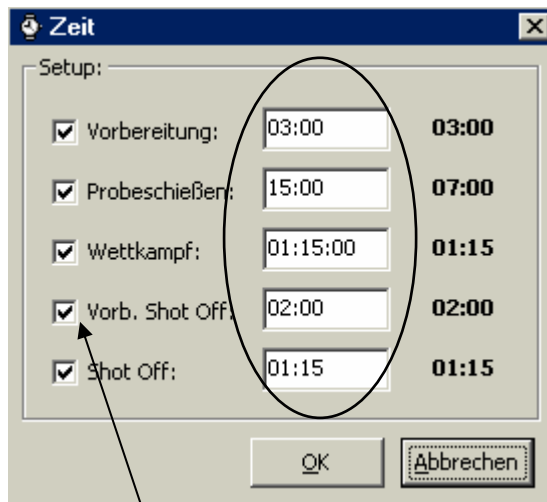 Zeit
Setup:
Vorbereitung: 03:00 03:00
Probeschießen: 15:00 07:00
Wettkampf: 01:15:00 01:15
Vorb. Shot Off: 02:00 02:00
Shot Off: 01:15 01:15
OK Abbrechen